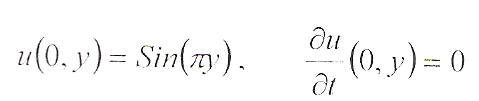 u(0, y) = Sin(πy) ,   ∂u/∂t (0, y) = 0